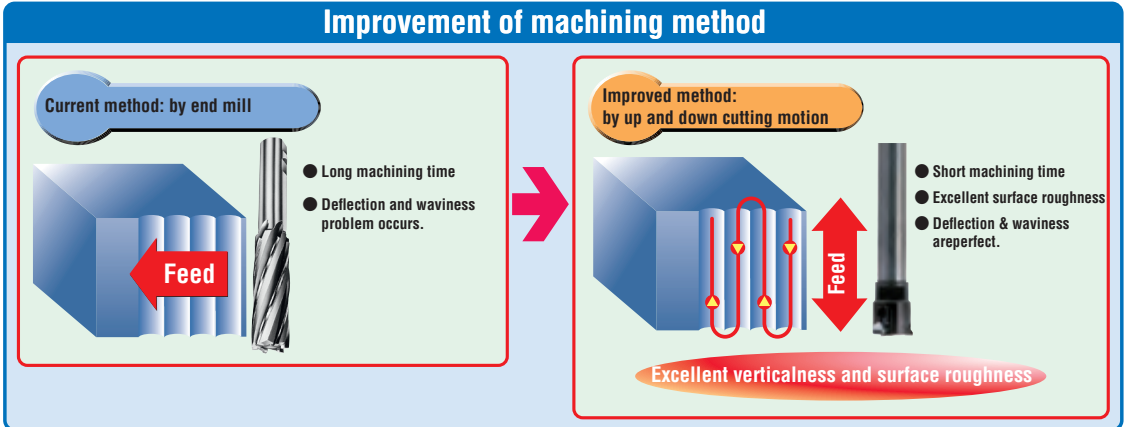 Improvement of machining method
Current method: by end mill
● Long machining time
● Deflection and waviness
problem occurs.
Feed
Improved method:
by up and down cutting motion
● Short machining time
● Excellent surface roughness
● Deflection & waviness
areperfect.
Feed
Excellent verticalness and surface roughness